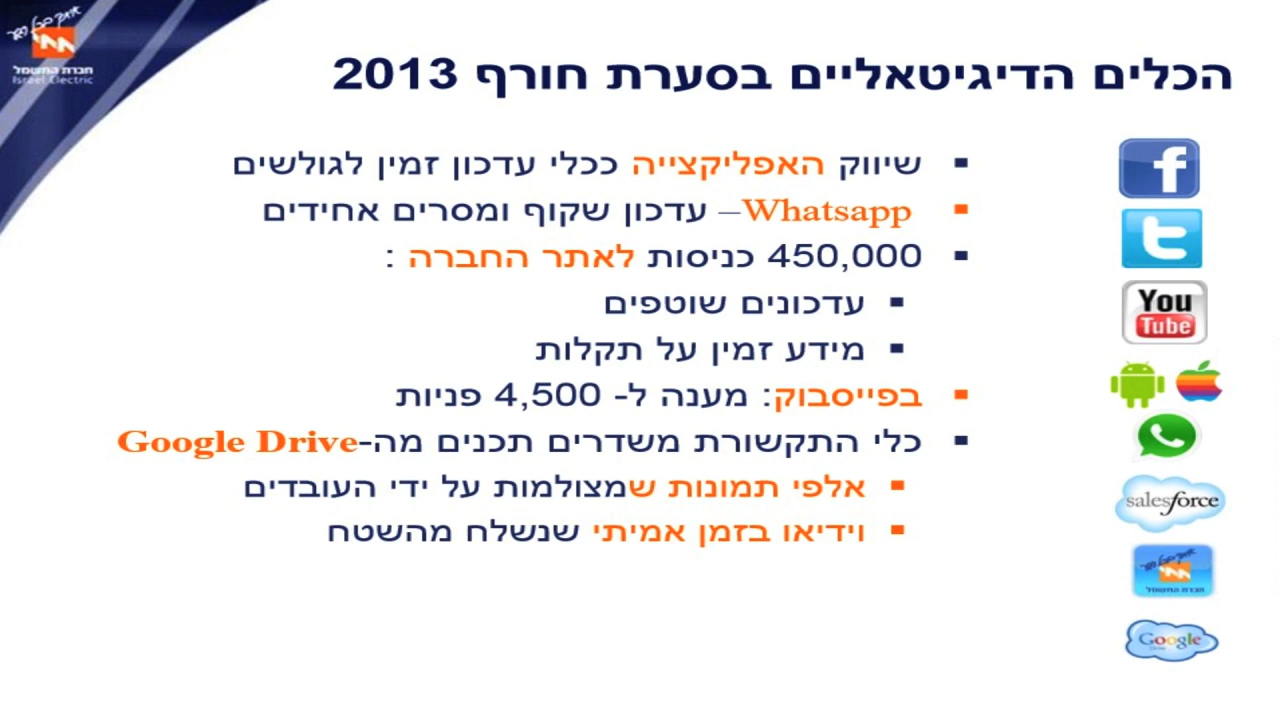 חברת החשמל
Israel Electric
הכלים הדיגיטאליים בסערת חורף 2013
שיווק האפליקצייה ככלי עדכון זמין לגולשים
Whatsapp– עדכון שקוף ומסרים אחידים
450,000 כניסות לאתר החברה :
עדכונים שוטפים
מידע זמין על תקלות
בפייסבוק: מענה ל- 4,500 פניות
כלי התקשורת משדרים תכנים מה-Google Drive
אלפי תמונות שמצולמות על ידי העובדים
וידיאו בזמן אמיתי שנשלח מהשטח
You
Tube
salesforce
חברת החשמל
Google
Drive